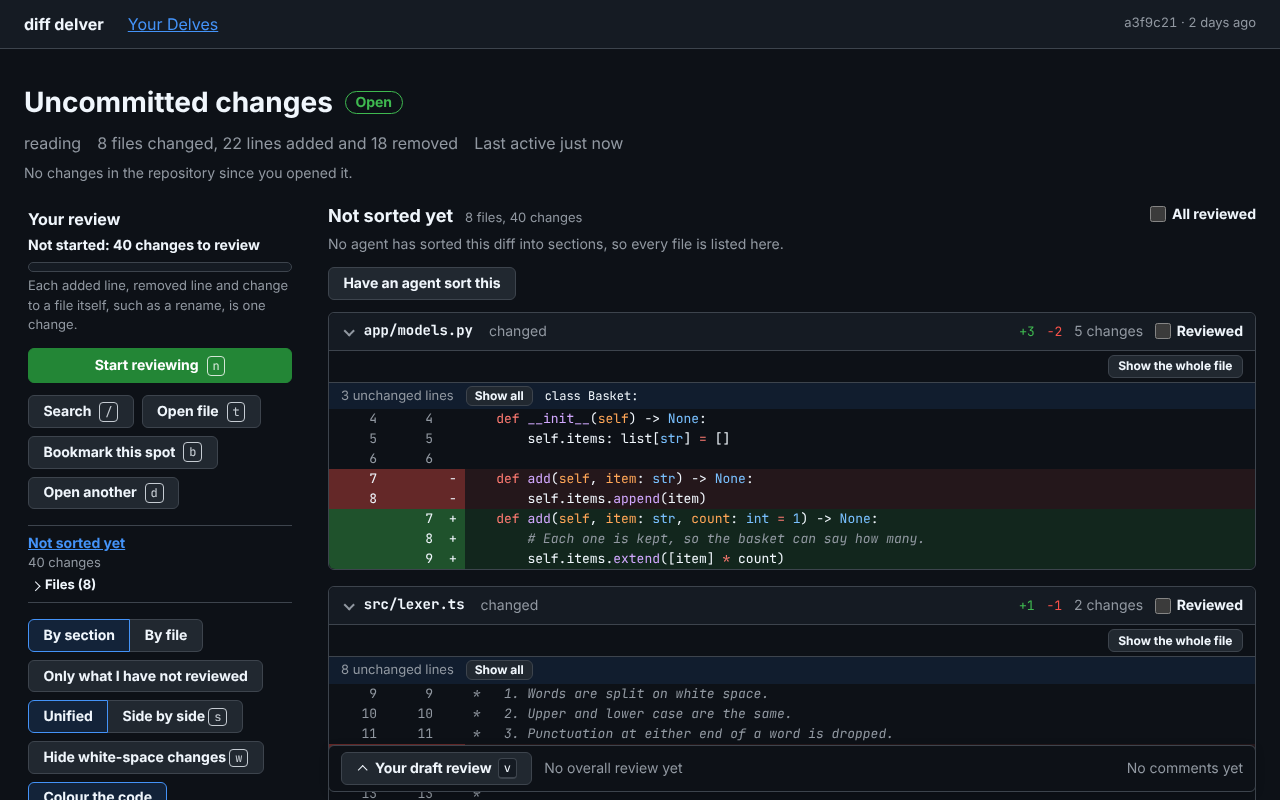 diff delver Your Delves a3f9c21 · 2 days ago
Uncommitted changes Open
reading 8 files changed, 22 lines added and 18 removed Last active just now
No changes in the repository since you opened it.
Your review
Not started: 40 changes to review
Each added line, removed line and change
to a file itself, such as a rename, is one
change.
Start reviewing n
Search / Open file t
Bookmark this spot b
Open another d
Not sorted yet
40 changes
Files (8)
By section By file
Only what I have not reviewed
Unified Side by side s
Hide white-space changes w
Colour the code
Not sorted yet 8 files, 40 changes All reviewed
No agent has sorted this diff into sections, so every file is listed here.
Have an agent sort this
app/models.py changed +3 -2 5 changes Reviewed
Show the whole file
3 unchanged lines Show all class Basket:
4 4 def __init__(self) -> None:
5 5 self.items: list[str] = []
6 6
7 - def add(self, item: str) -> None:
8 - self.items.append(item)
7 + def add(self, item: str, count: int = 1) -> None:
8 + # Each one is kept, so the basket can say how many.
9 + self.items.extend([item] * count)
src/lexer.ts changed +1 -1 2 changes Reviewed
Show the whole file
8 unchanged lines Show all
9 9 * 1. Words are split on white space.
10 10 * 2. Upper and lower case are the same.
11 11 * 3. Punctuation at either end of a word is dropped.
Your draft review v No overall review yet No comments yet
13 13 *